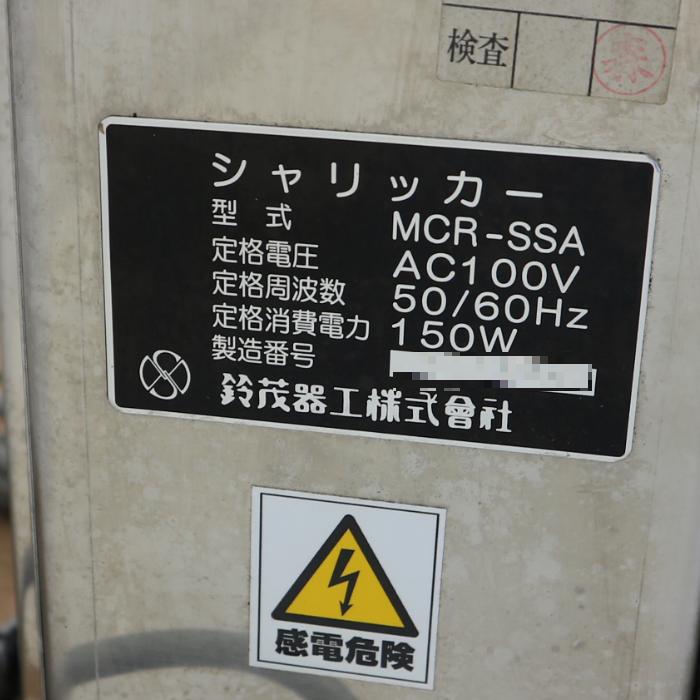 検査 森
シャリッカー
型式 MCR-SSA
定格電圧 AC100V
定格周波数 50/60Hz
定格消費電力 150W
製造番号
鈴茂器工株式會社
感電危険